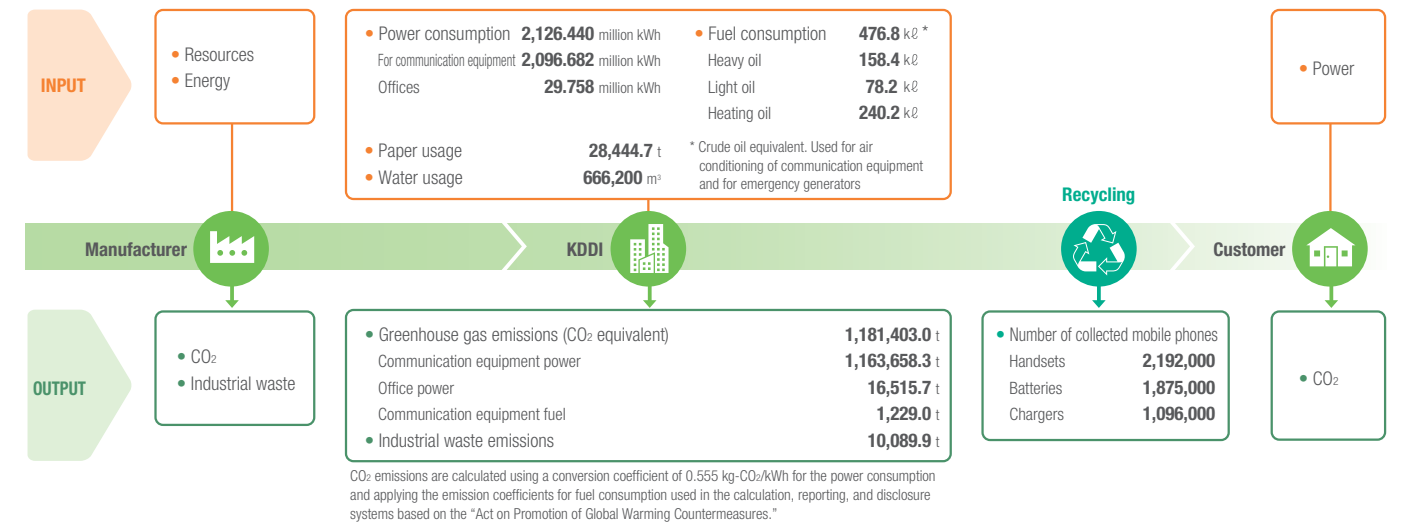 INPUT
• Resources
• Energy
• Power consumption 2,126.440 million kWh
For communication equipment 2,096.682 million kWh
Offices 29.758 million kWh
• Paper usage 28,444.7 t
• Water usage 666,200 m³
• Fuel consumption 476.8 kℓ *
Heavy oil 158.4 kℓ
Light oil 78.2 kℓ
Heating oil 240.2 kℓ
* Crude oil equivalent. Used for air
conditioning of communication equipment
and for emergency generators
• Power
Recycling
Manufacturer
KDDI
Customer
OUTPUT
• CO₂
• Industrial waste
• Greenhouse gas emissions (CO₂ equivalent) 1,181,403.0 t
Communication equipment power 1,163,658.3 t
Office power 16,515.7 t
Communication equipment fuel 1,229.0 t
• Industrial waste emissions 10,089.9 t
• Number of collected mobile phones
Handsets 2,192,000
Batteries 1,875,000
Chargers 1,096,000
• CO₂
CO₂ emissions are calculated using a conversion coefficient of 0.555 kg-CO₂/kWh for the power consumption
and applying the emission coefficients for fuel consumption used in the calculation, reporting, and disclosure
systems based on the “Act on Promotion of Global Warming Countermeasures.”